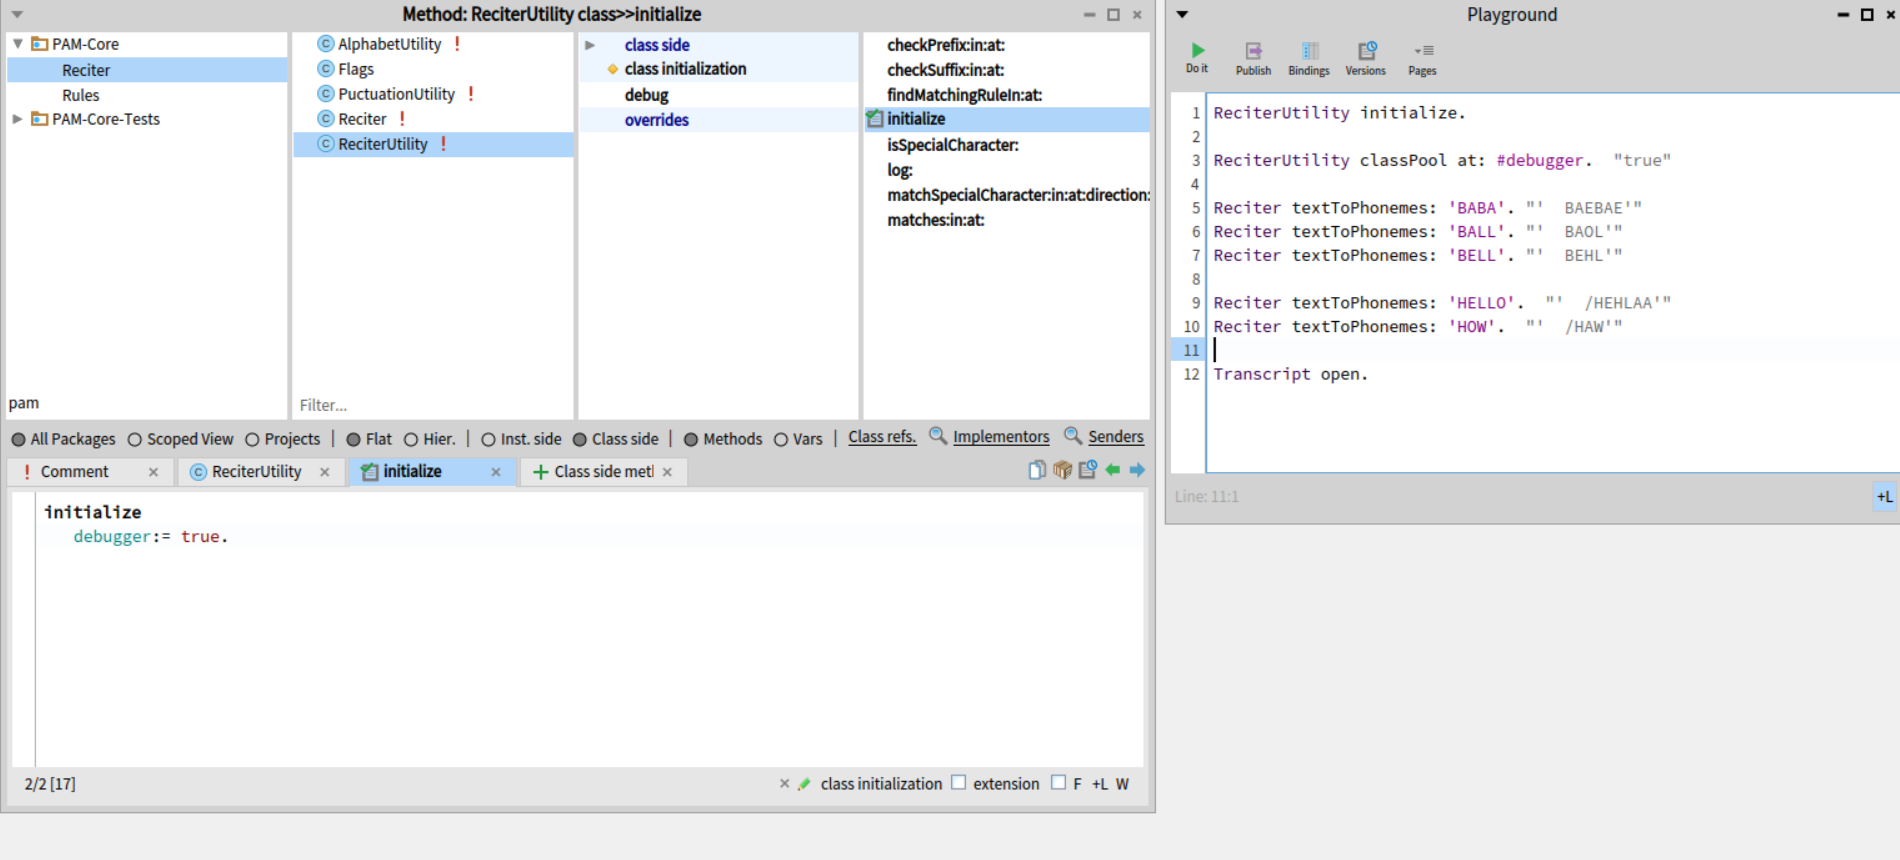 Method: ReciterUtility class>>initialize
PAM-Core
Reciter
Rules
PAM-Core-Tests
pam
AlphabetUtility !
Flags
PuctuationUtility !
Reciter !
ReciterUtility !
Filter...
class side
class initialization
debug
overrides
checkPrefix:in:at:
checkSuffix:in:at:
findMatchingRuleIn:at:
initialize
isSpecialCharacter:
log:
matchSpecialCharacter:in:at:direction:
matches:in:at:
All Packages Scoped View Projects | Flat Hier. | Inst. side Class side | Methods Vars | Class refs. Implementors Senders
! Comment × ReciterUtility × initialize × Class side metl ×
initialize
debugger:= true.
2/2 [17] × class initialization extension F +L W
Playground
Do it Publish Bindings Versions Pages
1 ReciterUtility initialize.
2
3 ReciterUtility classPool at: #debugger. "true"
4
5 Reciter textToPhonemes: 'BABA'. "'  BAEBAE'"
6 Reciter textToPhonemes: 'BALL'. "'  BAOL'"
7 Reciter textToPhonemes: 'BELL'. "'  BEHL'"
8
9 Reciter textToPhonemes: 'HELLO'. "'  /HEHLAA'"
10 Reciter textToPhonemes: 'HOW'. "'  /HAW'"
11
12 Transcript open.
Line: 11:1 +L